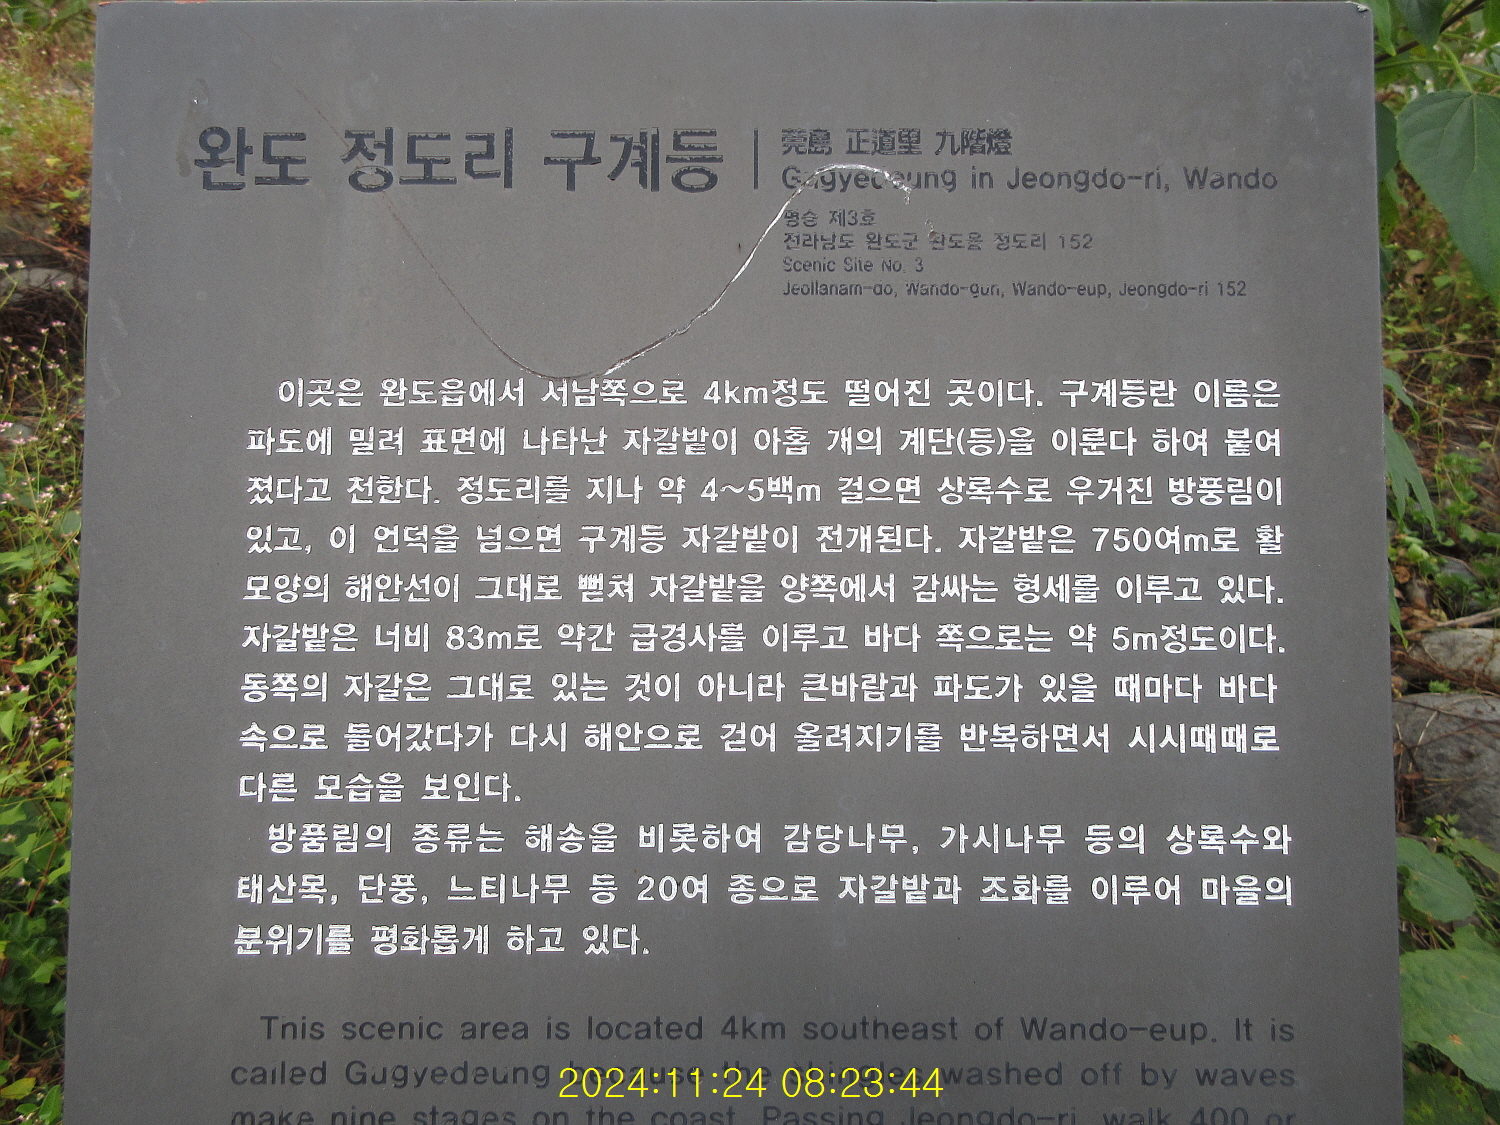 완도 정도리 구계등
莞島 正道里 九階燈
Gugyedeung in Jeongdo-ri, Wando
명승 제3호
전라남도 완도군 완도읍 정도리 152
Scenic Site No. 3
Jeollanam-do, Wando-gun, Wando-eup, Jeongdo-ri 152
이곳은 완도읍에서 서남쪽으로 4km정도 떨어진 곳이다. 구계등란 이름은
파도에 밀려 표면에 나타난 자갈밭이 아홉 개의 계단(등)을 이룬다 하여 붙여
졌다고 전한다. 정도리를 지나 약 4~5백m 걸으면 상록수로 우거진 방풍림이
있고, 이 언덕을 넘으면 구계등 자갈밭이 전개된다. 자갈밭은 750여m로 활
모양의 해안선이 그대로 뻗쳐 자갈밭을 양쪽에서 감싸는 형세를 이루고 있다.
자갈밭은 너비 83m로 약간 급경사를 이루고 바다 쪽으로는 약 5m정도이다.
동쪽의 자갈은 그대로 있는 것이 아니라 큰바람과 파도가 있을 때마다 바다
속으로 들어갔다가 다시 해안으로 걷어 올려지기를 반복하면서 시시때때로
다른 모습을 보인다.
방풍림의 종류는 해송을 비롯하여 감당나무, 가시나무 등의 상록수와
태산목, 단풍, 느티나무 등 20여 종으로 자갈밭과 조화를 이루어 마을의
분위기를 평화롭게 하고 있다.
This scenic area is located 4km southeast of Wando-eup. It is
called Gugyedeung because the shingles washed off by waves
make nine stages on the coast. Passing Jeongdo-ri, walk 400 or
2024:11:24 08:23:44